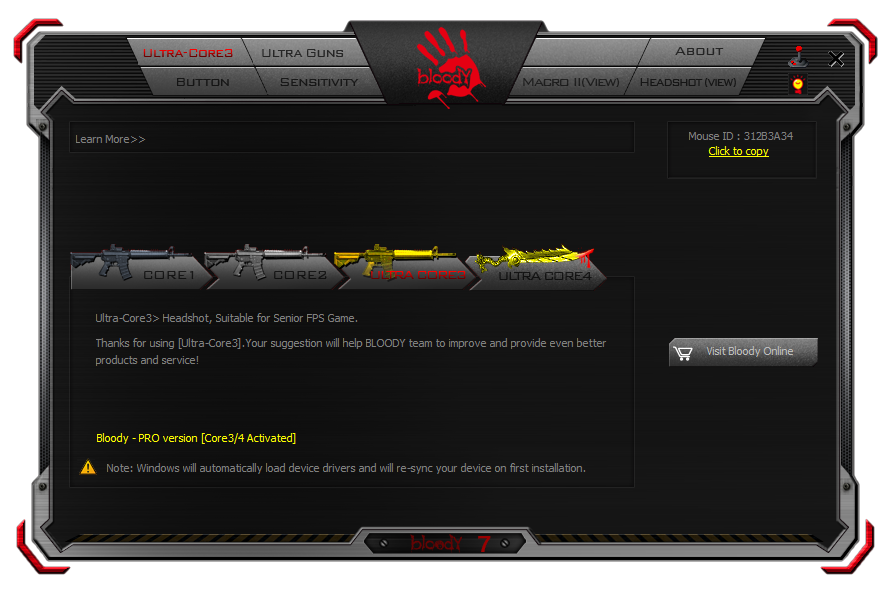 ULTRA-CORE3
ULTRA GUNS
ABOUT
BUTTON
SENSITIVITY
bloody
MACRO II(VIEW)
HEADSHOT (VIEW)
Learn More>>
Mouse ID : 312B3A34
Click to copy
CORE1
CORE2
ULTRA CORE3
ULTRA CORE4
Ultra-Core3> Headshot, Suitable for Senior FPS Game.
Thanks for using [Ultra-Core3].Your suggestion will help BLOODY team to improve and provide even better
products and service!
Visit Bloody Online
Bloody - PRO version [Core3/4 Activated]
Note: Windows will automatically load device drivers and will re-sync your device on first installation.
bloody 7